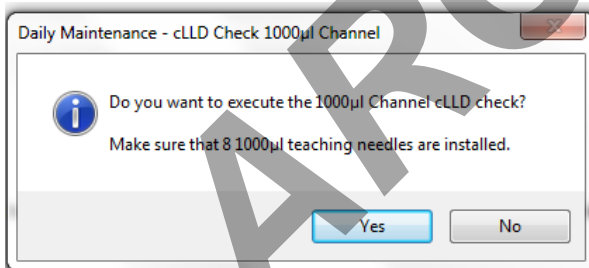 Daily Maintenance - cLLD Check 1000µl Channel
Do you want to execute the 1000µl Channel cLLD check?
Make sure that 8 1000µl teaching needles are installed.
Yes
No